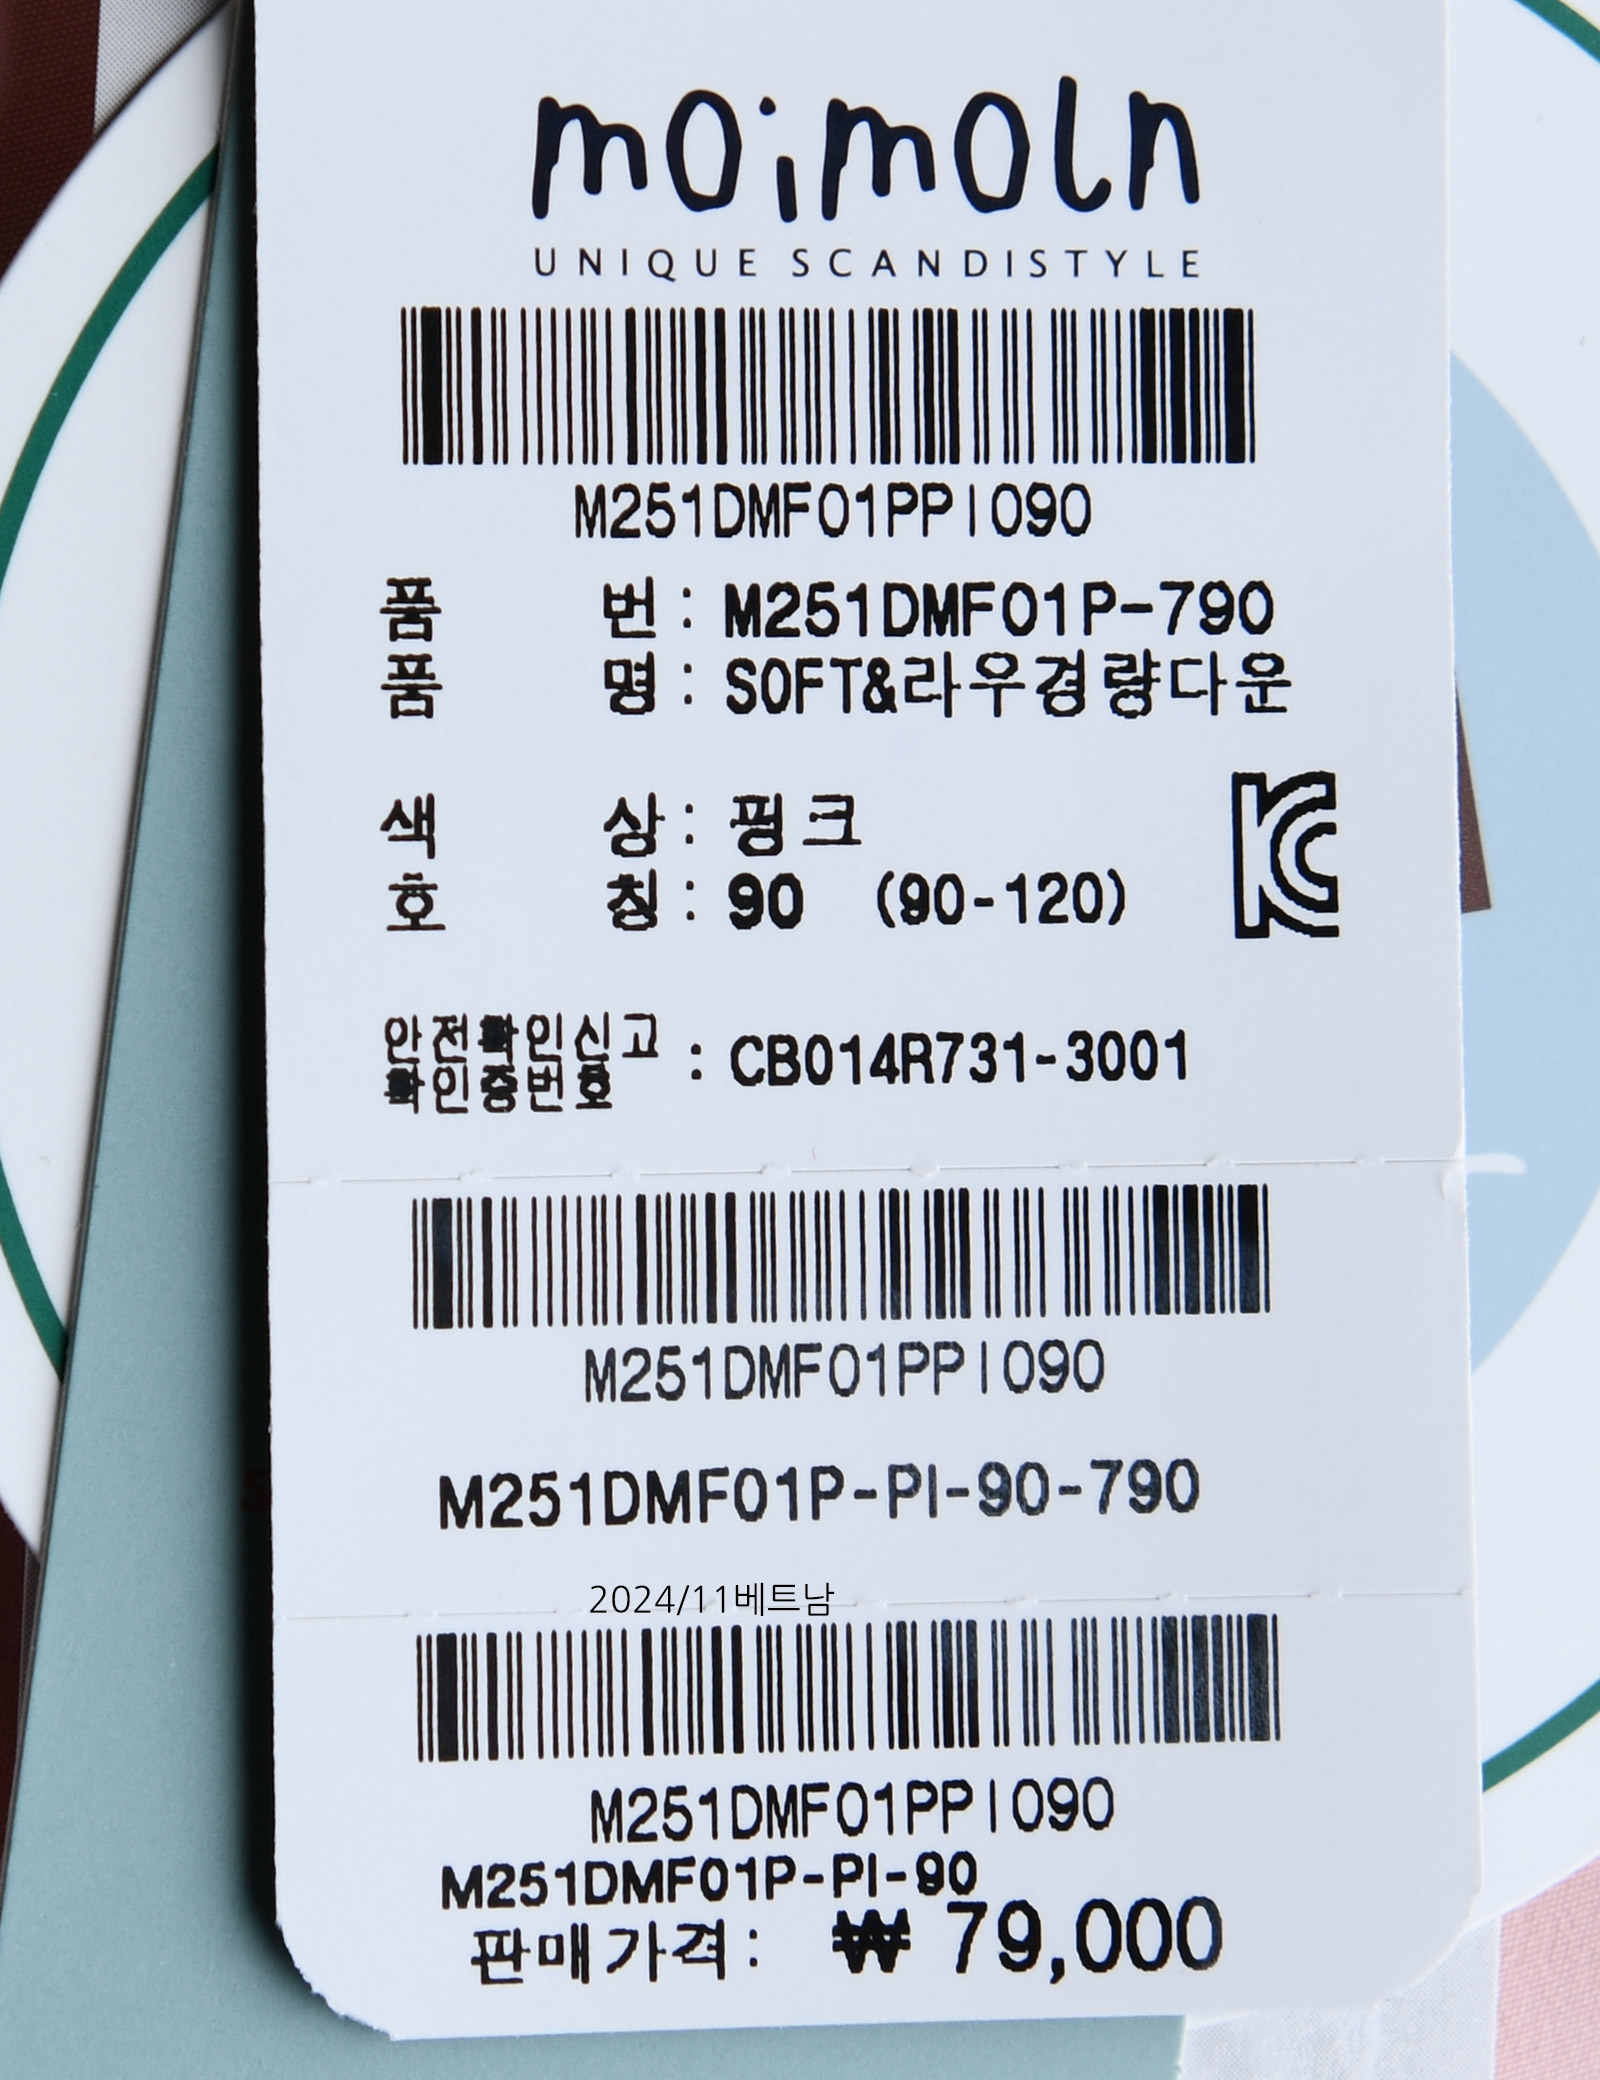 moimoln
UNIQUE SCANDISTYLE
M251DMF01PPI090
품 번 : M251DMF01P-790
품 명 : SOFT&라우경량다운
색 상 : 핑크
호 칭 : 90 (90-120)
안전확인신고
확인증번호 : CB014R731-3001
M251DMF01PPI090
M251DMF01P-PI-90-790
2024/11베트남
M251DMF01PPI090
M251DMF01P-PI-90
판매가격: ₩ 79,000